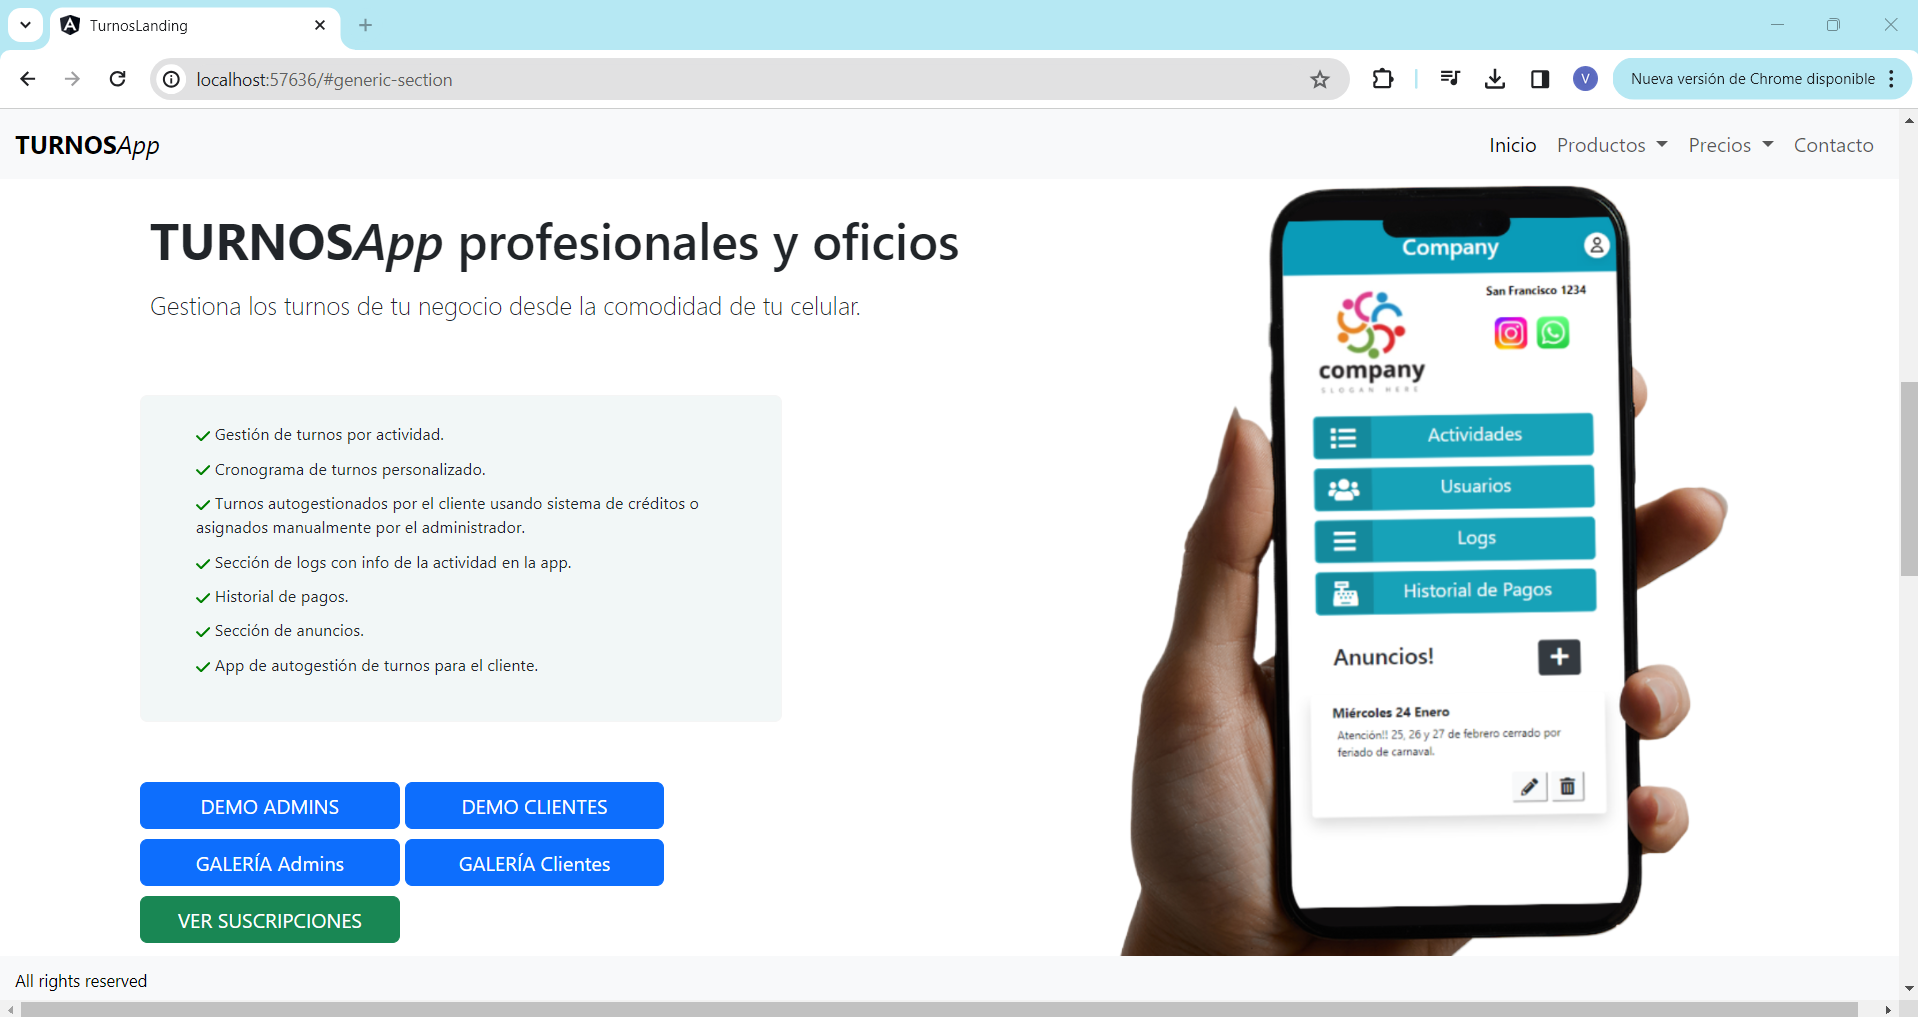 TurnosLanding
localhost:57636/#generic-section
V
Nueva versión de Chrome disponible
TURNOSApp
Inicio
Productos
Precios
Contacto
TURNOSApp profesionales y oficios
Gestiona los turnos de tu negocio desde la comodidad de tu celular.
Gestión de turnos por actividad.
Cronograma de turnos personalizado.
Turnos autogestionados por el cliente usando sistema de créditos o
asignados manualmente por el administrador.
Sección de logs con info de la actividad en la app.
Historial de pagos.
Sección de anuncios.
App de autogestión de turnos para el cliente.
DEMO ADMINS
DEMO CLIENTES
GALERÍA Admins
GALERÍA Clientes
VER SUSCRIPCIONES
Company
San Francisco 1234
company
SLOGAN HERE
Actividades
Usuarios
Logs
Historial de Pagos
Anuncios!
Miércoles 24 Enero
Atención!! 25, 26 y 27 de febrero cerrado por
feriado de carnaval.
All rights reserved